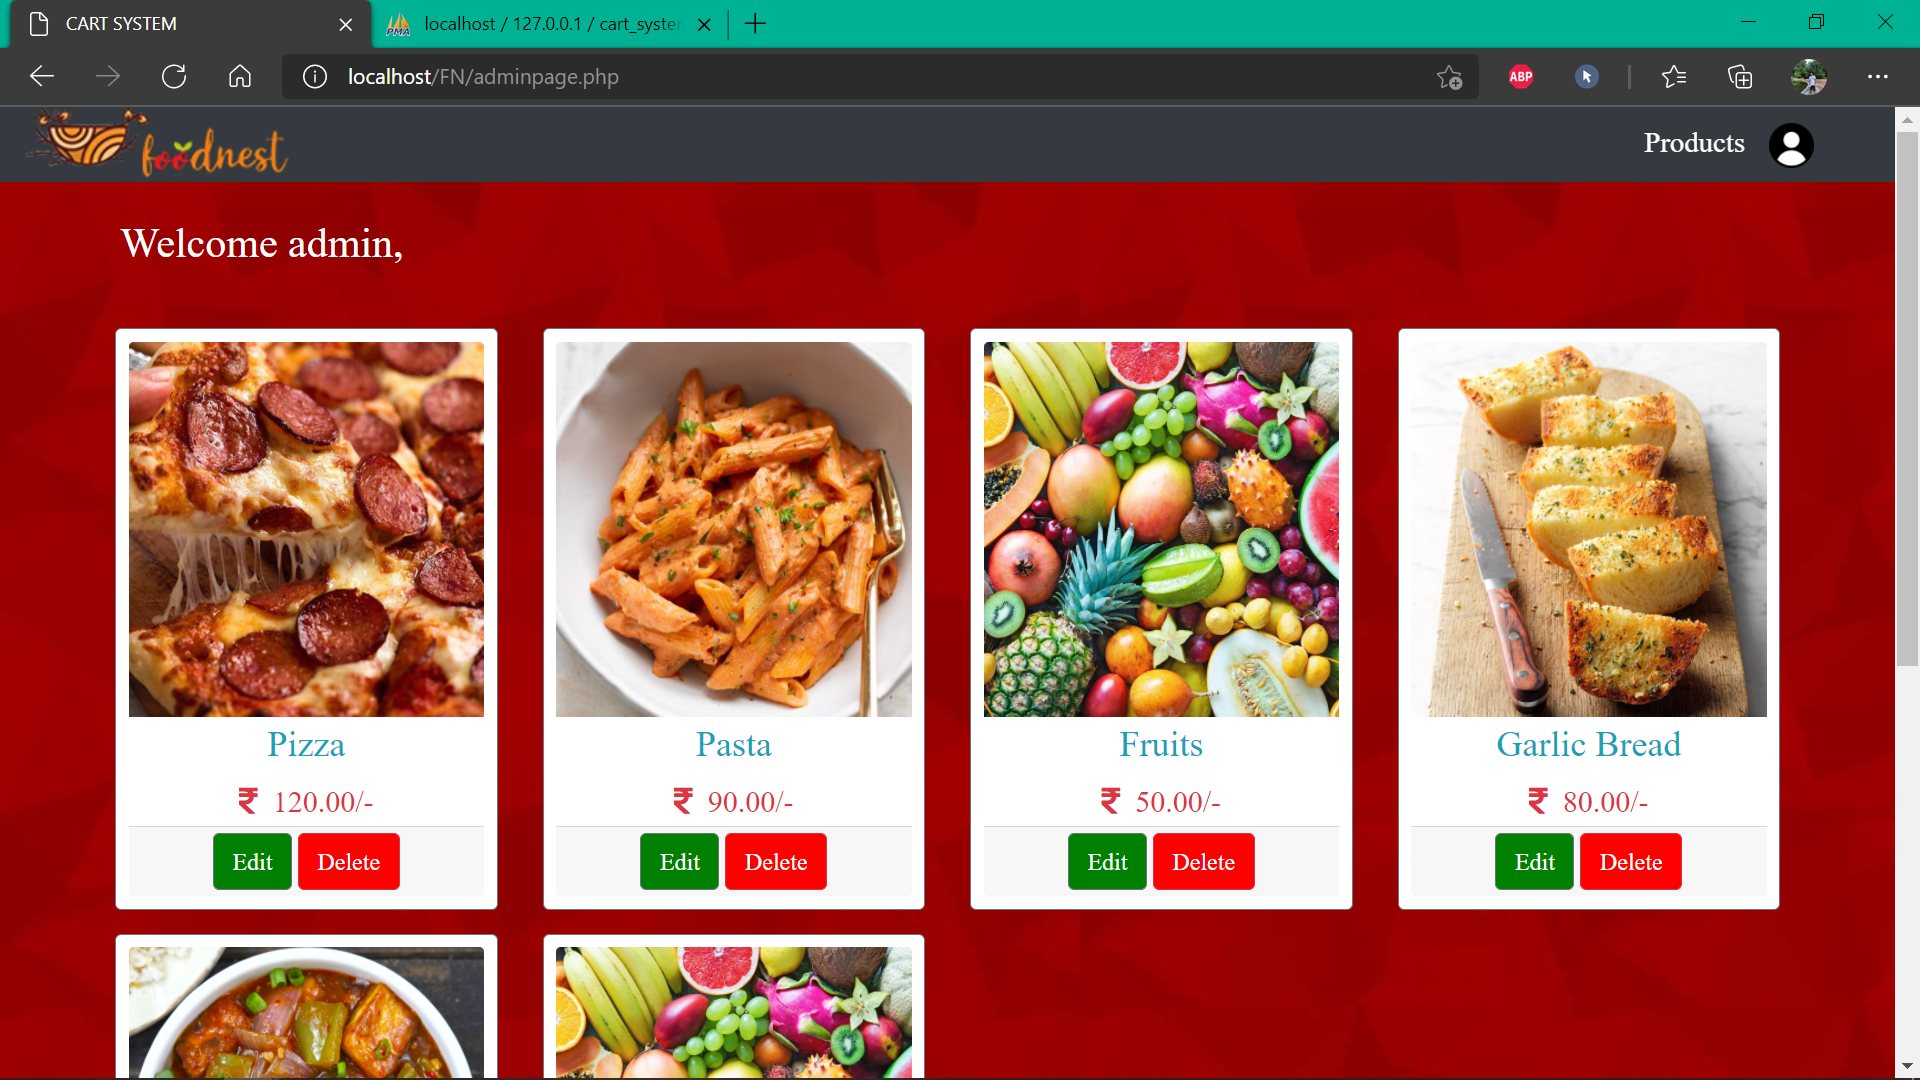 CART SYSTEM
localhost / 127.0.0.1 / cart_system
localhost/FN/adminpage.php
ABP
foodnest
Products
Welcome admin,
Pizza
Pasta
Fruits
Garlic Bread
₹ 120.00/-
₹ 90.00/-
₹ 50.00/-
₹ 80.00/-
Edit Delete
Edit Delete
Edit Delete
Edit Delete